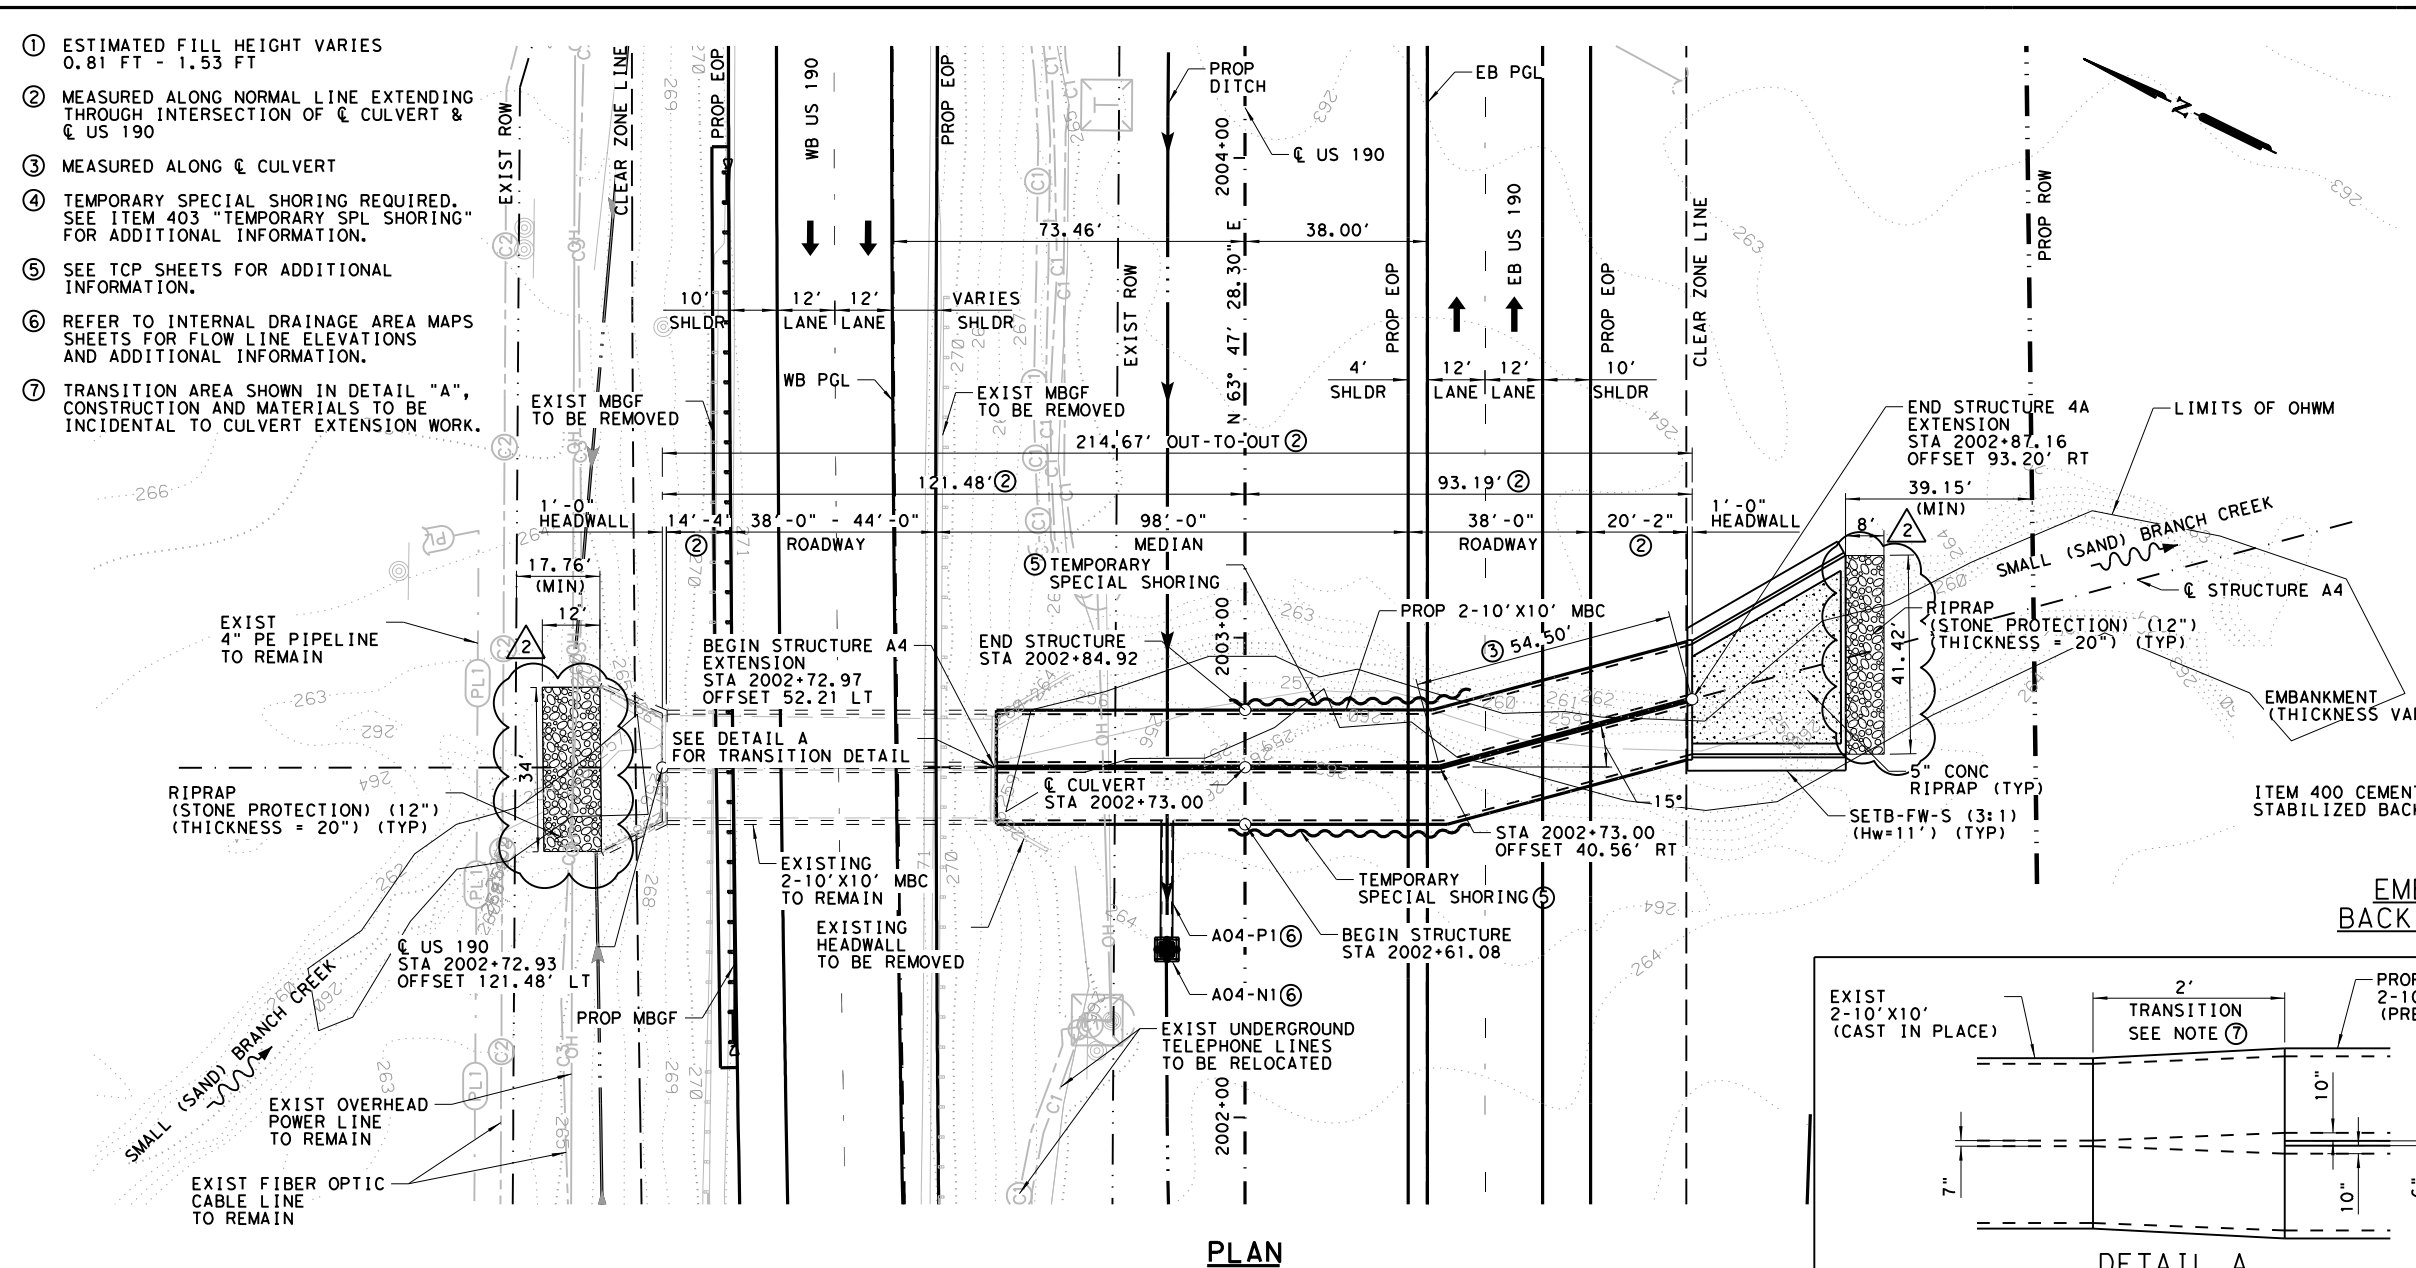 ① ESTIMATED FILL HEIGHT VARIES
0.81 FT - 1.53 FT
② MEASURED ALONG NORMAL LINE EXTENDING
THROUGH INTERSECTION OF ℄ CULVERT &
℄ US 190
③ MEASURED ALONG ℄ CULVERT
④ TEMPORARY SPECIAL SHORING REQUIRED.
SEE ITEM 403 "TEMPORARY SPL SHORING"
FOR ADDITIONAL INFORMATION.
⑤ SEE TCP SHEETS FOR ADDITIONAL
INFORMATION.
⑥ REFER TO INTERNAL DRAINAGE AREA MAPS
SHEETS FOR FLOW LINE ELEVATIONS
AND ADDITIONAL INFORMATION.
⑦ TRANSITION AREA SHOWN IN DETAIL "A",
CONSTRUCTION AND MATERIALS TO BE
INCIDENTAL TO CULVERT EXTENSION WORK.
EXIST ROW
CLEAR ZONE LINE
PROP EOP
WB US 190
PROP EOP
PROP
DITCH
EB PGL
℄ US 190
2004+00
N 63° 47' 28.30" E
EXIST ROW
EB US 190
PROP EOP
PROP EOP
CLEAR ZONE LINE
PROP ROW
N
73.46'
38.00'
10'
SHLDR
12'
LANE
12'
LANE
VARIES
SHLDR
WB PGL
EXIST MBGF
TO BE REMOVED
EXIST MBGF
TO BE REMOVED
4'
SHLDR
12'
LANE
12'
LANE
10'
SHLDR
214.67' OUT-TO-OUT ②
121.48' ②
93.19' ②
1'-0"
HEADWALL
14'-4"
②
38'-0" - 44'-0"
ROADWAY
98'-0"
MEDIAN
38'-0"
ROADWAY
20'-2"
②
1'-0"
HEADWALL
END STRUCTURE 4A
EXTENSION
STA 2002+87.16
OFFSET 93.20' RT
LIMITS OF OHWM
39.15'
(MIN)
8'
2
SMALL (SAND) BRANCH CREEK
℄ STRUCTURE A4
17.76'
(MIN)
12'
2
34'
EXIST
4" PE PIPELINE
TO REMAIN
⑤ TEMPORARY
SPECIAL SHORING
PROP 2-10'X10' MBC
③ 54.50'
2003+00
BEGIN STRUCTURE A4
EXTENSION
STA 2002+72.97
OFFSET 52.21 LT
END STRUCTURE
STA 2002+84.92
RIPRAP
(STONE PROTECTION) (12")
(THICKNESS = 20") (TYP)
41.42'
EMBANKMENT
(THICKNESS VA
SEE DETAIL A
FOR TRANSITION DETAIL
℄ CULVERT
STA 2002+73.00
15°
5" CONC
RIPRAP (TYP)
ITEM 400 CEMENT
STABILIZED BACK
RIPRAP
(STONE PROTECTION) (12")
(THICKNESS = 20") (TYP)
SETB-FW-S (3:1)
(Hw=11') (TYP)
STA 2002+73.00
OFFSET 40.56' RT
EXISTING
2-10'X10' MBC
TO REMAIN
TEMPORARY
SPECIAL SHORING ⑤
EXISTING
HEADWALL
TO BE REMOVED
A04-P1 ⑥
BEGIN STRUCTURE
STA 2002+61.08
A04-N1 ⑥
℄ US 190
STA 2002+72.93
OFFSET 121.48' LT
PROP MBGF
EXIST UNDERGROUND
TELEPHONE LINES
TO BE RELOCATED
2002+00
SMALL (SAND) BRANCH CREEK
EXIST OVERHEAD
POWER LINE
TO REMAIN
EXIST FIBER OPTIC
CABLE LINE
TO REMAIN
PLAN
EM
BACK
EXIST
2-10'X10'
(CAST IN PLACE)
2'
TRANSITION
SEE NOTE ⑦
PRO
2-10
(PRE
7"
10"
10"
DETAIL A